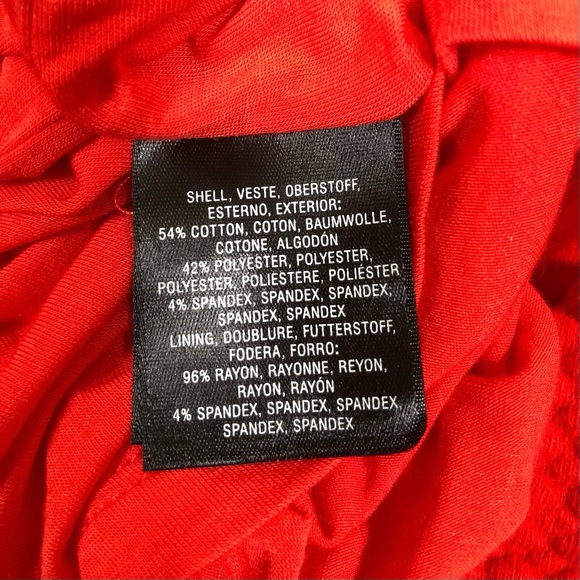 SHELL, VESTE, OBERSTOFF,
ESTERNO, EXTERIOR:
54% COTTON, COTON, BAUMWOLLE,
COTONE, ALGODÓN
42% POLYESTER, POLYESTER,
POLYESTER, POLIESTERE, POLIÉSTER
4% SPANDEX, SPANDEX, SPANDEX,
SPANDEX, SPANDEX
LINING, DOUBLURE, FUTTERSTOFF,
FODERA, FORRO:
96% RAYON, RAYONNE, REYON,
RAYON, RAYÓN
4% SPANDEX, SPANDEX, SPANDEX,
SPANDEX, SPANDEX